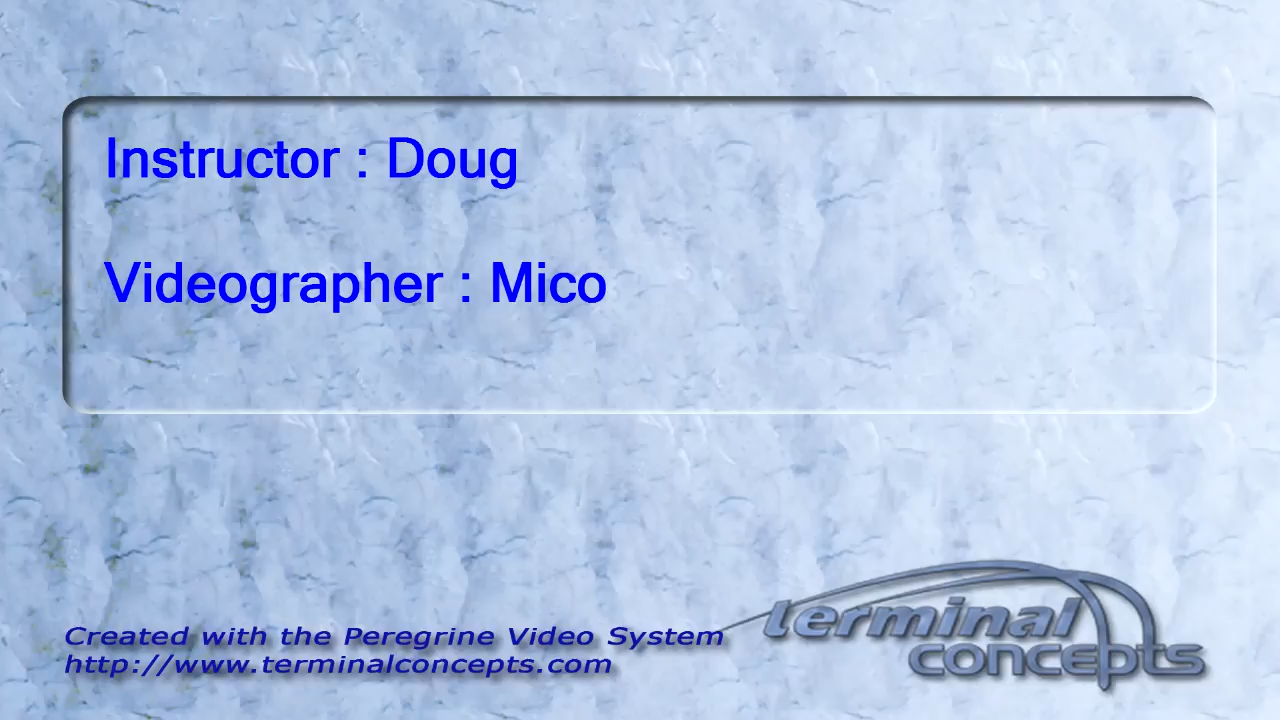 Instructor : Doug
Videographer : Mico
Created with the Peregrine Video System
http://www.terminalconcepts.com
terminal
concepts